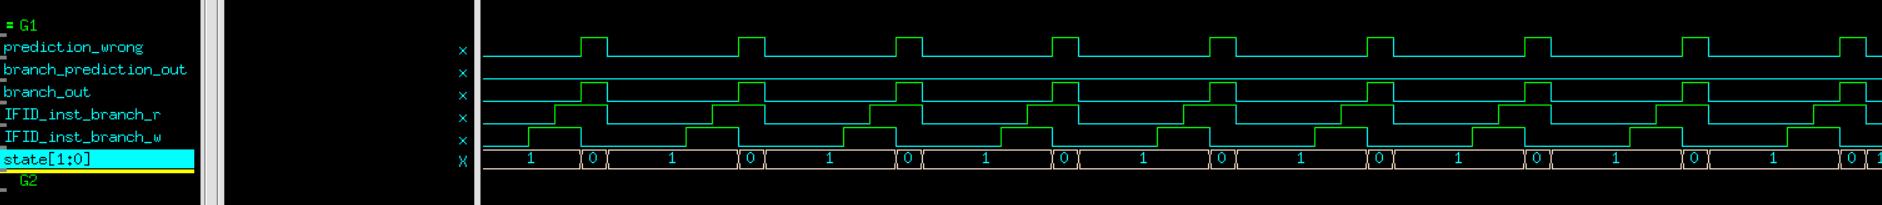 = G1
prediction_wrong x
branch_prediction_out x
branch_out x
IFID_inst_branch_r x
IFID_inst_branch_w x
state[1:0] X 1 0 1 0 1 0 1 0 1 0 1 0 1 0 1 0 1 0 1
G2